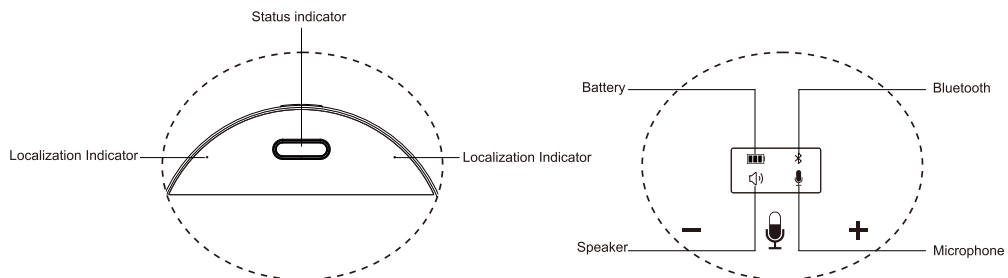 Status indicator
Battery
Bluetooth
Localization Indicator
Localization Indicator
Speaker
Microphone